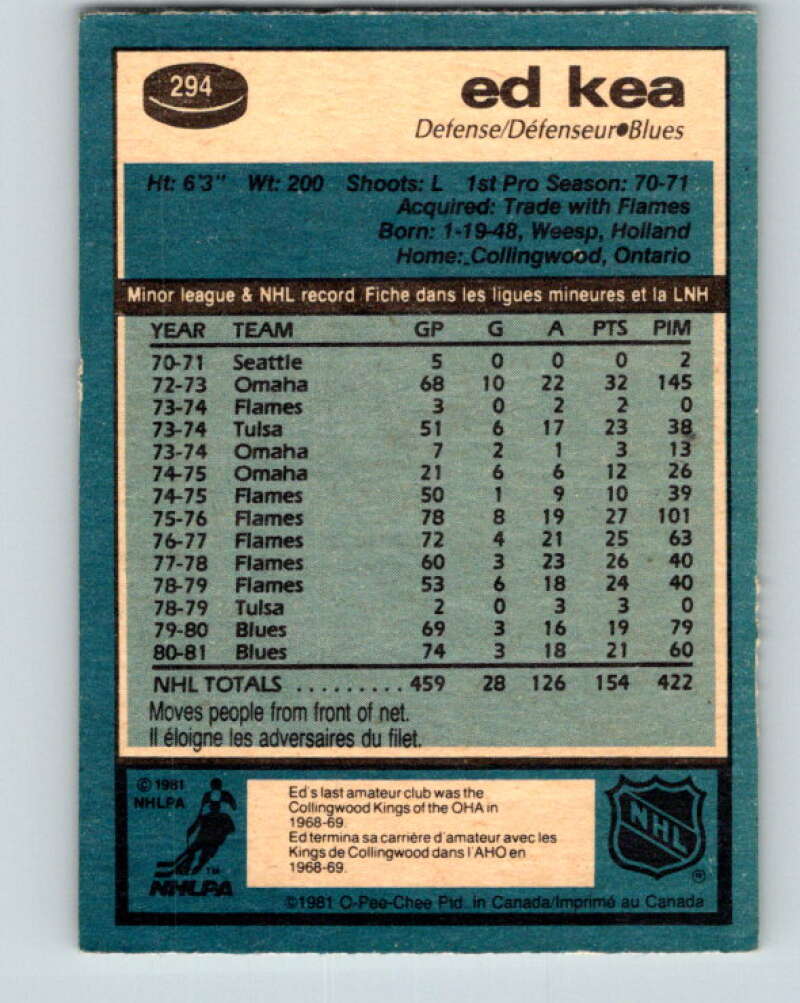 294
ed kea
Defense/Défenseur•Blues
Ht: 6'3" Wt: 200 Shoots: L 1st Pro Season: 70-71
Acquired: Trade with Flames
Born: 1-19-48, Weesp, Holland
Home: Collingwood, Ontario
Minor league & NHL record Fiche dans les ligues mineures et la LNH
YEAR TEAM GP G A PTS PIM
70-71 Seattle 5 0 0 0 2
72-73 Omaha 68 10 22 32 145
73-74 Flames 3 0 2 2 0
73-74 Tulsa 51 6 17 23 38
73-74 Omaha 7 2 1 3 13
74-75 Omaha 21 6 6 12 26
74-75 Flames 50 1 9 10 39
75-76 Flames 78 8 19 27 101
76-77 Flames 72 4 21 25 63
77-78 Flames 60 3 23 26 40
78-79 Flames 53 6 18 24 40
78-79 Tulsa 2 0 3 3 0
79-80 Blues 69 3 16 19 79
80-81 Blues 74 3 18 21 60
NHL TOTALS ......... 459 28 126 154 422
Moves people from front of net.
Il éloigne les adversaires du filet.
© 1981
NHLPA
Ed's last amateur club was the
Collingwood Kings of the OHA in
1968-69.
Ed termina sa carrière d'amateur avec les
Kings de Collingwood dans l'AHO en
1968-69.
NHL
®
TM
NHLPA
©1981 O-Pee-Chee Ptd. in Canada/Imprimé au Canada